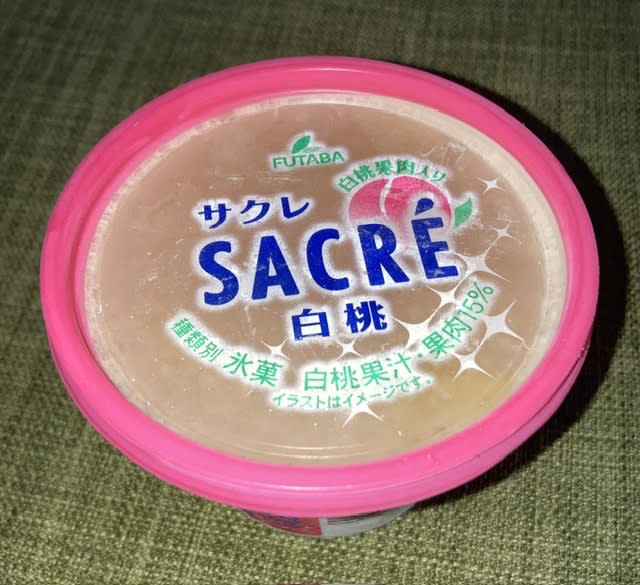 FUTABA
白桃果肉入り
サクレ
SACRÉ
白桃
種類別 氷菓 白桃果汁・果肉15%
イラストはイメージです。